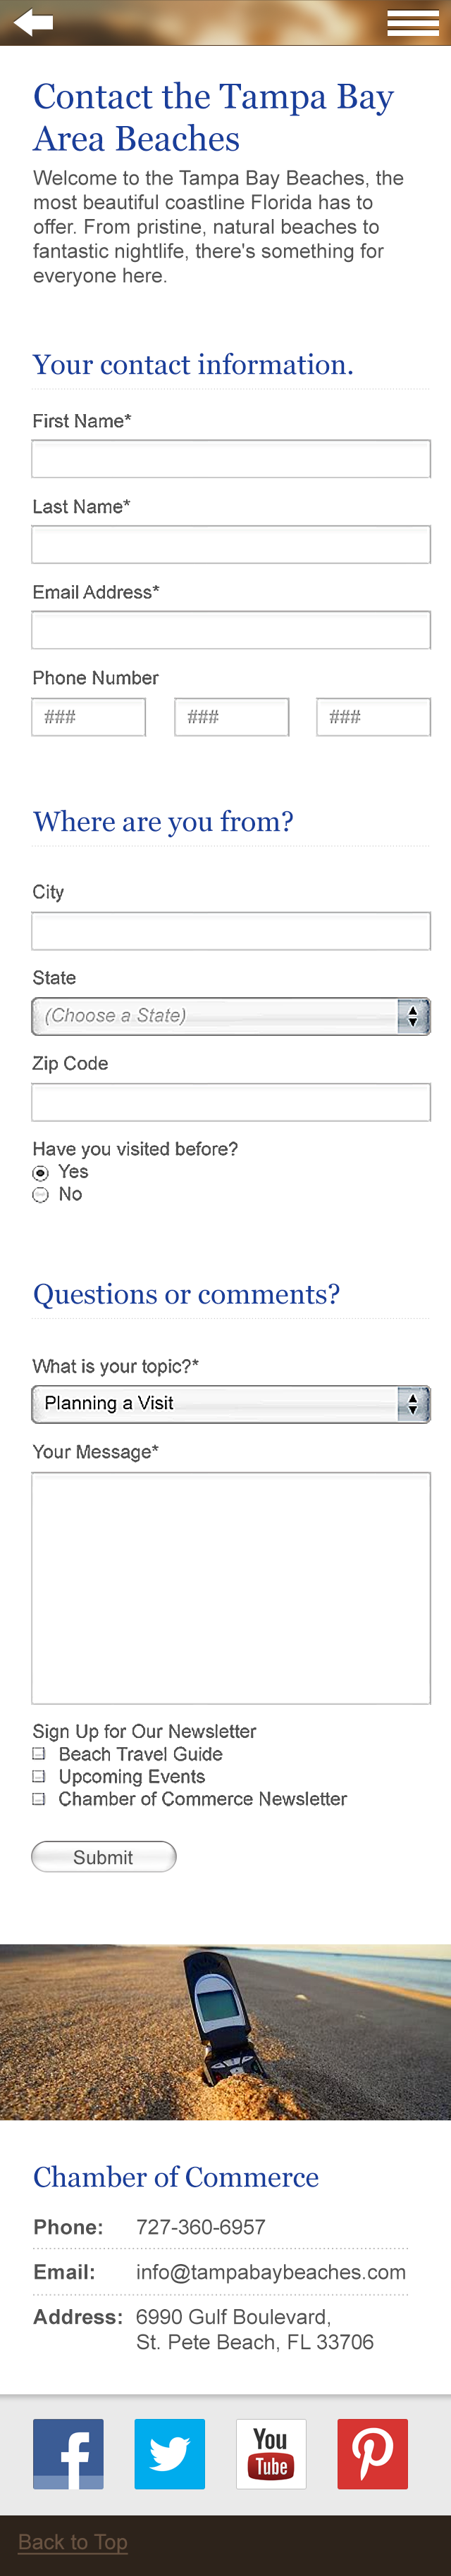 Contact the Tampa Bay
Area Beaches
Welcome to the Tampa Bay Beaches, the
most beautiful coastline Florida has to
offer. From pristine, natural beaches to
fantastic nightlife, there's something for
everyone here.
Your contact information.
First Name*
Last Name*
Email Address*
Phone Number
### ### ###
Where are you from?
City
State
(Choose a State)
Zip Code
Have you visited before?
Yes
No
Questions or comments?
What is your topic?*
Planning a Visit
Your Message*
Sign Up for Our Newsletter
Beach Travel Guide
Upcoming Events
Chamber of Commerce Newsletter
Submit
Chamber of Commerce
Phone: 727-360-6957
Email: info@tampabaybeaches.com
Address: 6990 Gulf Boulevard,
St. Pete Beach, FL 33706
You
Tube
Back to Top